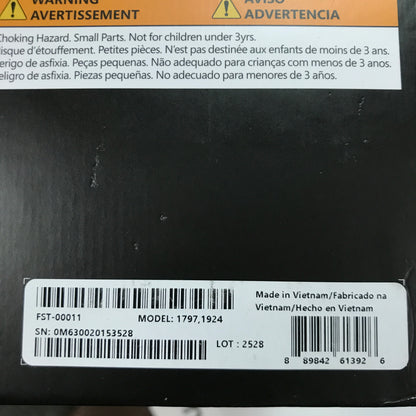 WARNING
AVERTISSEMENT
AVISO
ADVERTENCIA
Choking Hazard. Small Parts. Not for children under 3yrs.
Risque d'étouffement. Petites pièces. N'est pas destinée aux enfants de moins de 3 ans.
Perigo de asfixia. Peças pequenas. Não adequado para crianças com menos de 3 anos.
Peligro de asfixia. Piezas pequeñas. No adecuado para menores de 3 años.
FST-00011 MODEL: 1797,1924
SN: 0M630020153528
LOT : 2528
Made in Vietnam/Fabricado na
Vietnam/Hecho en Vietnam
8 89842 61392 6